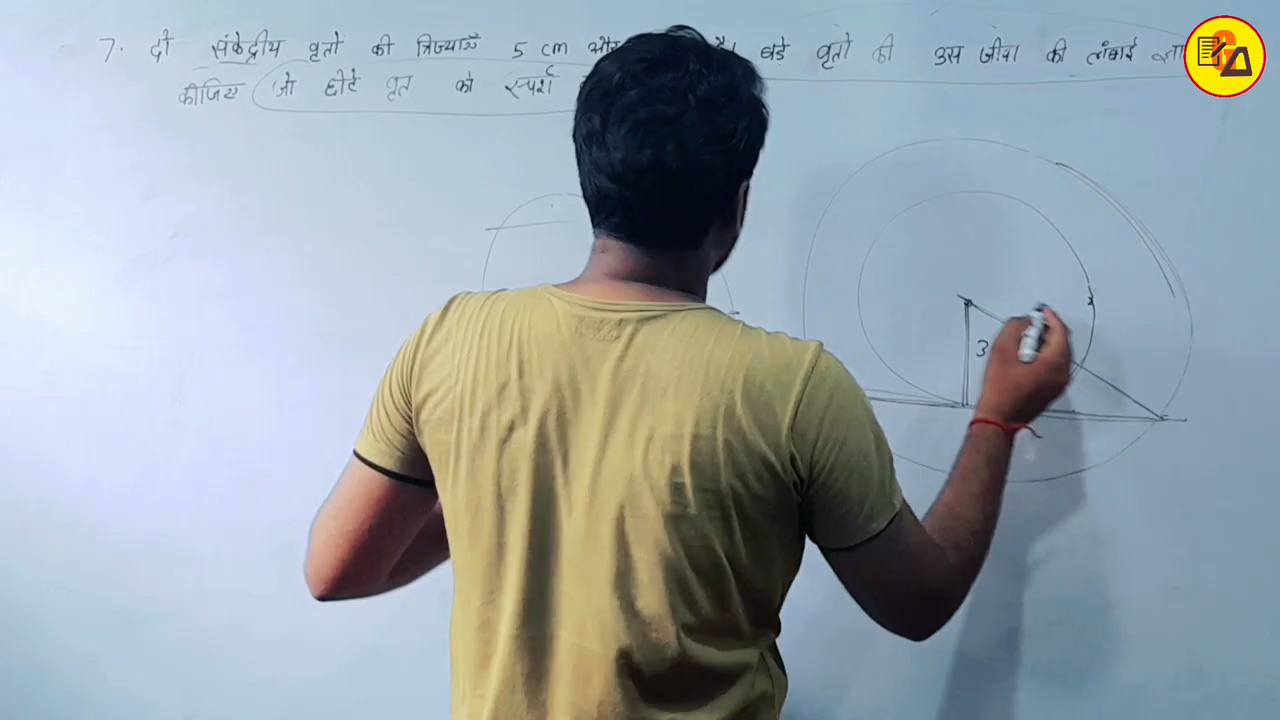 7. दो संकेद्रीय वृतो की त्रिज्याएँ 5 cm और है। बडे वृतो की उस जीवा की लंबाई
कीजिए जो छोटे वृत को स्पर्श
3